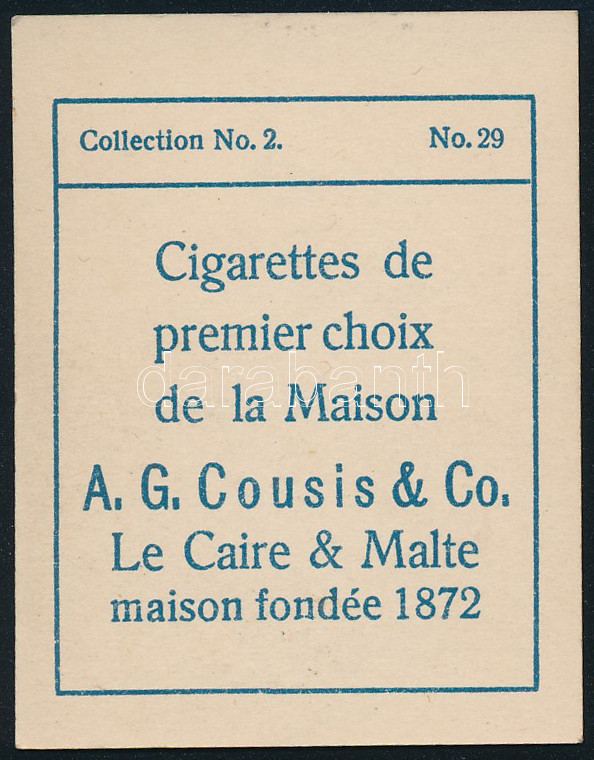 Collection No. 2. No. 29
Cigarettes de
premier choix
darabanth
de la Maison
A. G. Cousis & Co.
Le Caire & Malte
maison fondée 1872